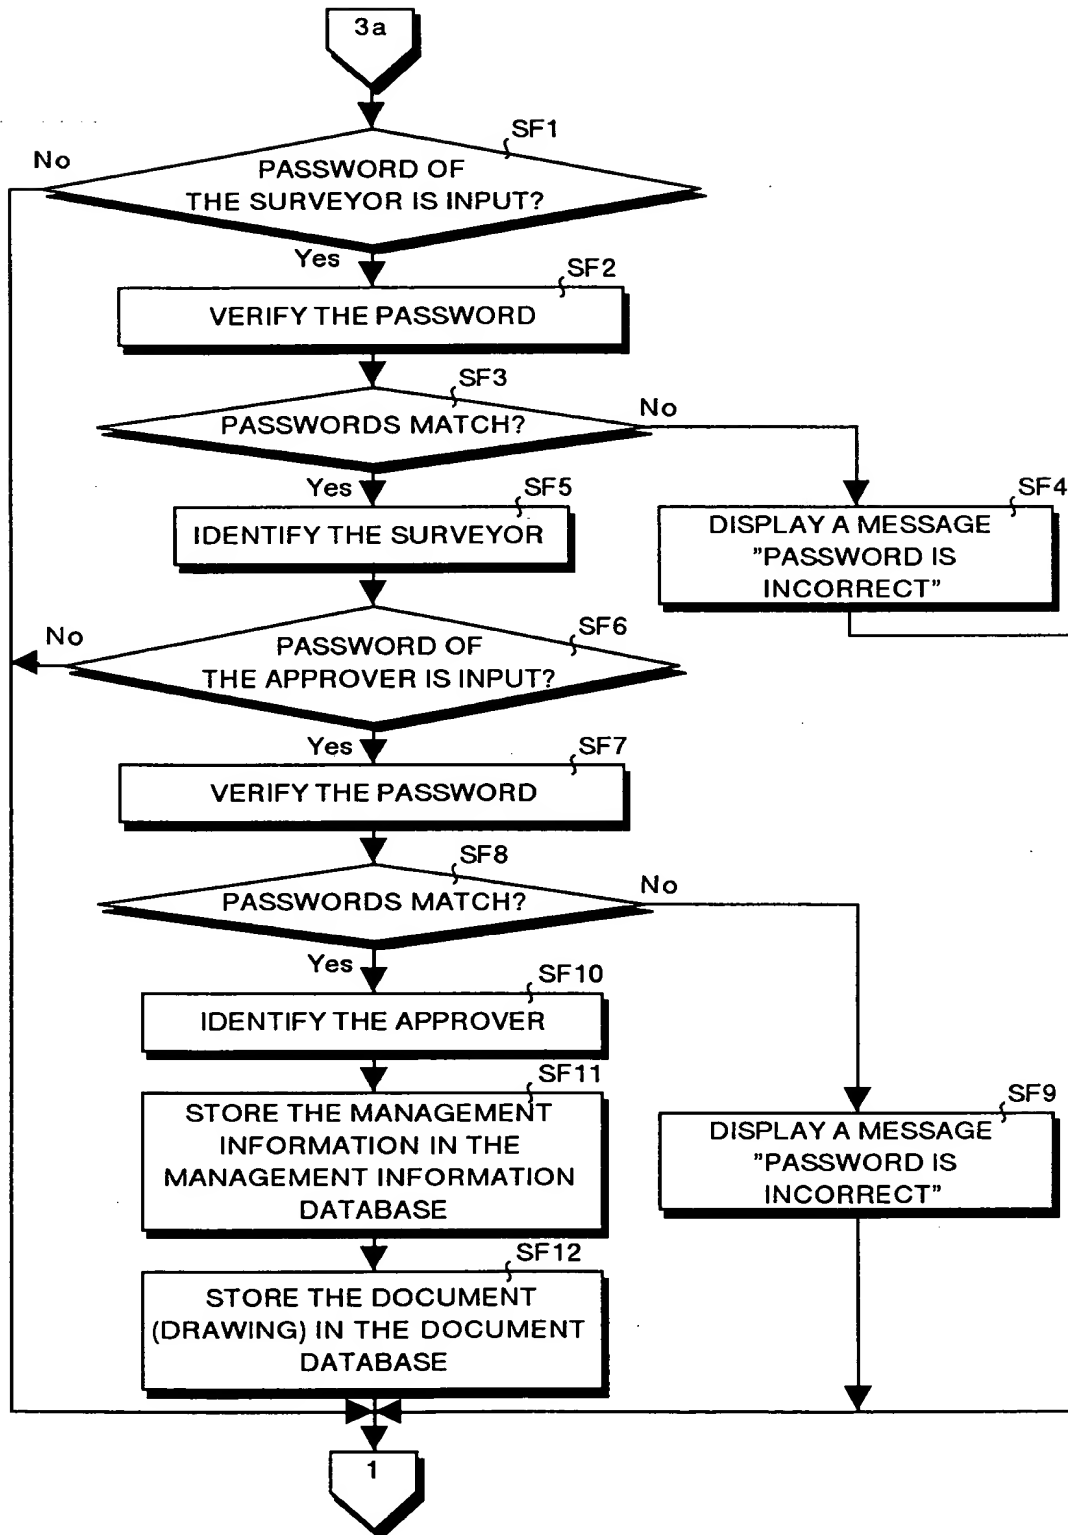 3a
SF1
No
PASSWORD OF
THE SURVEYOR IS INPUT?
Yes
SF2
VERIFY THE PASSWORD
SF3
PASSWORDS MATCH?
No
Yes
SF5
IDENTIFY THE SURVEYOR
SF4
DISPLAY A MESSAGE
"PASSWORD IS
INCORRECT"
SF6
No
PASSWORD OF
THE APPROVER IS INPUT?
Yes
SF7
VERIFY THE PASSWORD
SF8
PASSWORDS MATCH?
No
Yes
SF10
IDENTIFY THE APPROVER
SF11
STORE THE MANAGEMENT
INFORMATION IN THE
MANAGEMENT INFORMATION
DATABASE
SF9
DISPLAY A MESSAGE
"PASSWORD IS
INCORRECT"
SF12
STORE THE DOCUMENT
(DRAWING) IN THE DOCUMENT
DATABASE
1